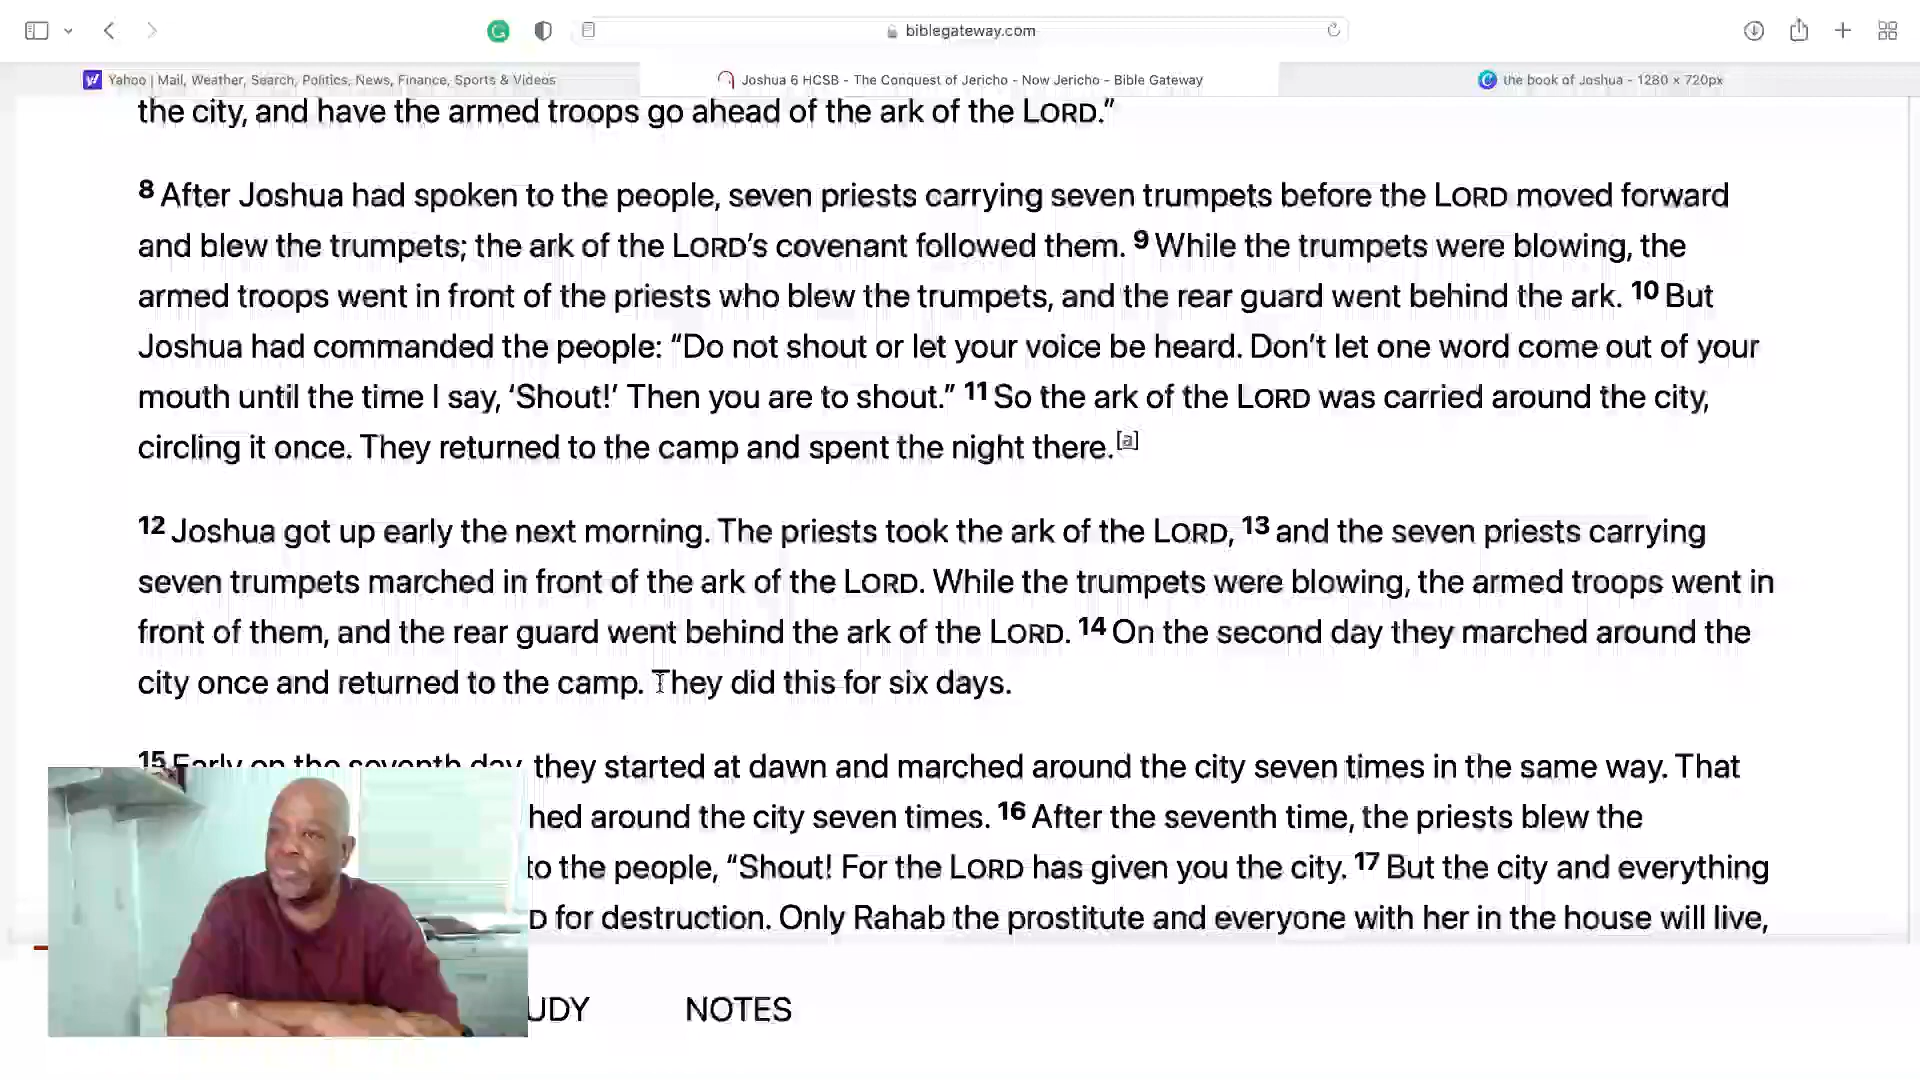 biblegateway.com
Yahoo | Mail, Weather, Search, Politics, News, Finance, Sports & Videos
Joshua 6 HCSB - The Conquest of Jericho - Now Jericho - Bible Gateway
the book of Joshua - 1280 × 720px
the city, and have the armed troops go ahead of the ark of the LORD.”
8 After Joshua had spoken to the people, seven priests carrying seven trumpets before the LORD moved forward
and blew the trumpets; the ark of the LORD’s covenant followed them. 9 While the trumpets were blowing, the
armed troops went in front of the priests who blew the trumpets, and the rear guard went behind the ark. 10 But
Joshua had commanded the people: “Do not shout or let your voice be heard. Don’t let one word come out of your
mouth until the time I say, ‘Shout!’ Then you are to shout.” 11 So the ark of the LORD was carried around the city,
circling it once. They returned to the camp and spent the night there.[a]
12 Joshua got up early the next morning. The priests took the ark of the LORD, 13 and the seven priests carrying
seven trumpets marched in front of the ark of the LORD. While the trumpets were blowing, the armed troops went in
front of them, and the rear guard went behind the ark of the LORD. 14 On the second day they marched around the
city once and returned to the camp. They did this for six days.
15 Early on the seventh day, they started at dawn and marched around the city seven times in the same way. That
hed around the city seven times. 16 After the seventh time, the priests blew the
to the people, “Shout! For the LORD has given you the city. 17 But the city and everything
D for destruction. Only Rahab the prostitute and everyone with her in the house will live,
UDY NOTES